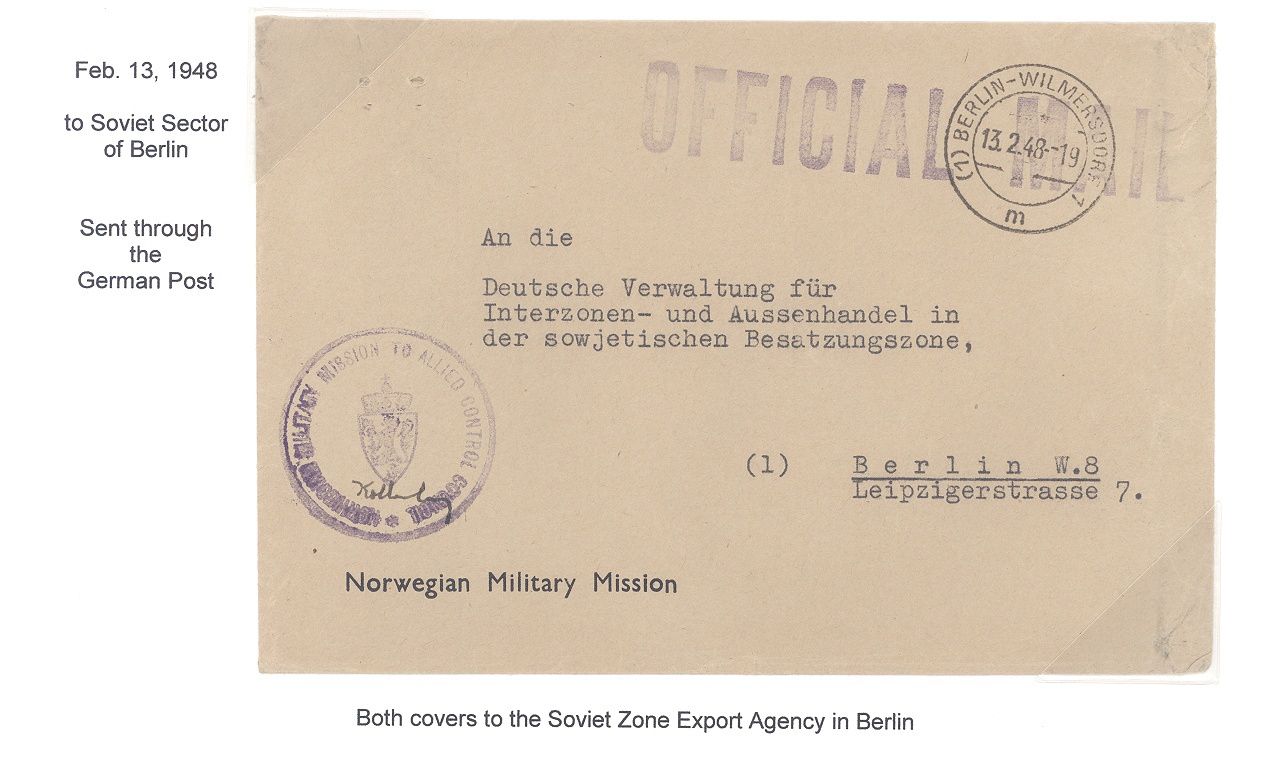 Feb. 13, 1948
to Soviet Sector
of Berlin
Sent through
the
German Post
OFFICIAL MAIL
(1) BERLIN-WILMERSDORF 1
13.2.48.-19
m
An die
Deutsche Verwaltung für
Interzonen- und Aussenhandel in
der sowjetischen Besatzungszone,
NORWEGIAN MILITARY MISSION TO ALLIED CONTROL COUNCIL
(1) Berlin W.8
Leipzigerstrasse 7.
Norwegian Military Mission
Both covers to the Soviet Zone Export Agency in Berlin